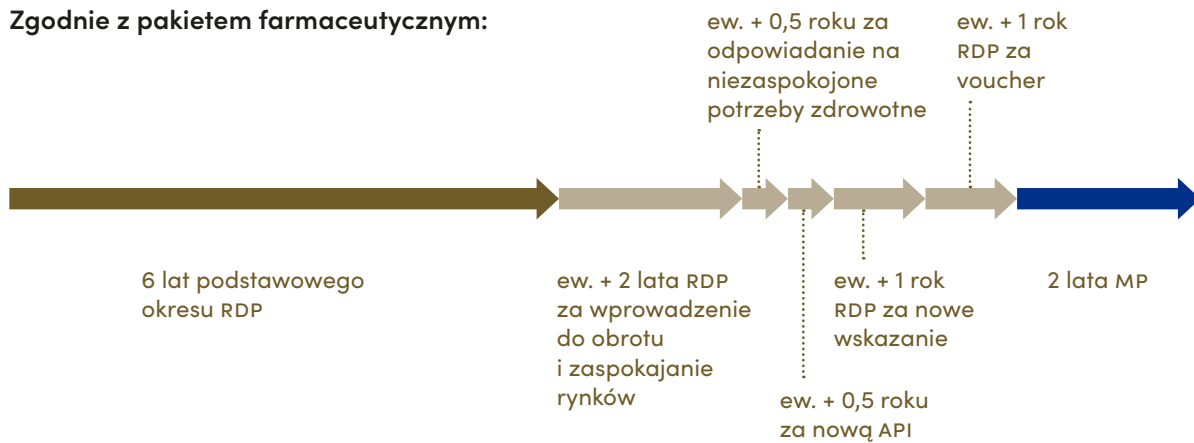 Zgodnie z pakietem farmaceutycznym:
ew. + 0,5 roku za
odpowiadanie na
niezaspokojone
potrzeby zdrowotne
ew. + 1 rok
RDP za
voucher
6 lat podstawowego
okresu RDP
ew. + 2 lata RDP
za wprowadzenie
do obrotu
i zaspokajanie
rynków
ew. + 0,5 roku
za nową API
ew. + 1 rok
RDP za nowe
wskazanie
2 lata MP